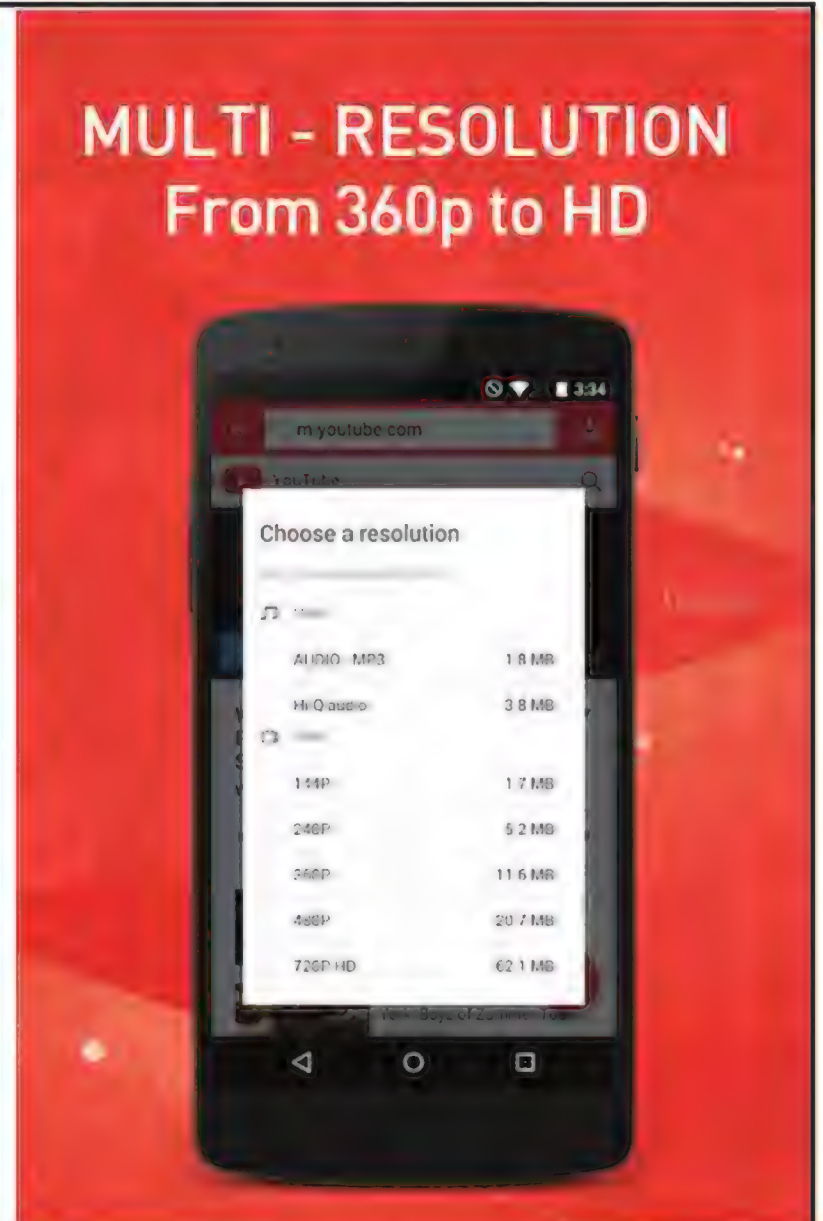 MULTI - RESOLUTION
From 360p to HD
3:34
m.youtube.com
YouTube
Choose a resolution
AUDIO - MP3 1.8 MB
Hi-Q audio 3.8 MB
144P 1.7 MB
240P 5.2 MB
360P 11.6 MB
480P 20.7 MB
720P HD 62.1 MB